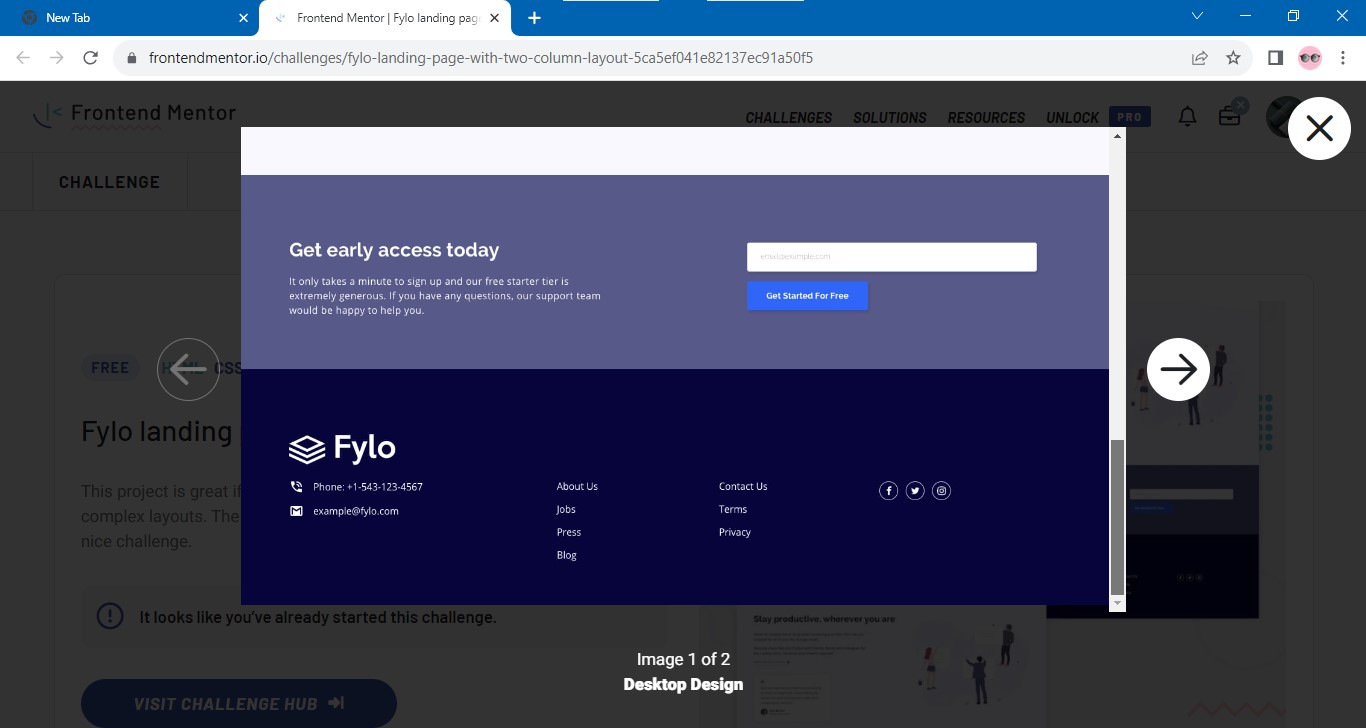 New Tab
Frontend Mentor | Fylo landing page
frontendmentor.io/challenges/fylo-landing-page-with-two-column-layout-5ca5ef041e82137ec91a50f5
Frontend Mentor
CHALLENGES SOLUTIONS RESOURCES UNLOCK PRO
CHALLENGE
Get early access today
It only takes a minute to sign up and our free starter tier is
extremely generous. If you have any questions, our support team
would be happy to help you.
email@example.com
Get Started For Free
FREE HTML CSS
Fylo landing
This project is great if
complex layouts. The
nice challenge.
It looks like you've already started this challenge.
VISIT CHALLENGE HUB
Fylo
Phone: +1-543-123-4567
example@fylo.com
About Us
Jobs
Press
Blog
Contact Us
Terms
Privacy
Stay productive, wherever you are
Image 1 of 2
Desktop Design